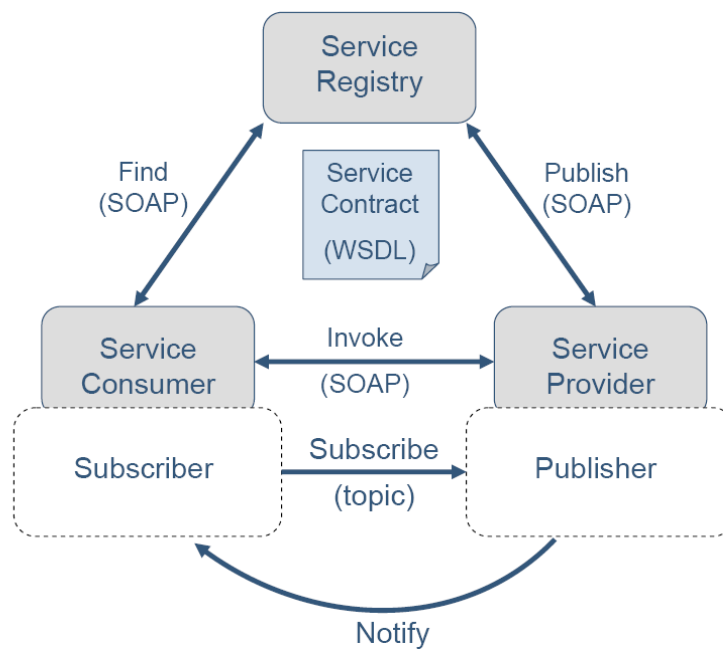 Service
Registry
Find
(SOAP)
Service
Contract
(WSDL)
Publish
(SOAP)
Service
Consumer
Invoke
(SOAP)
Service
Provider
Subscriber
Subscribe
(topic)
Publisher
Notify